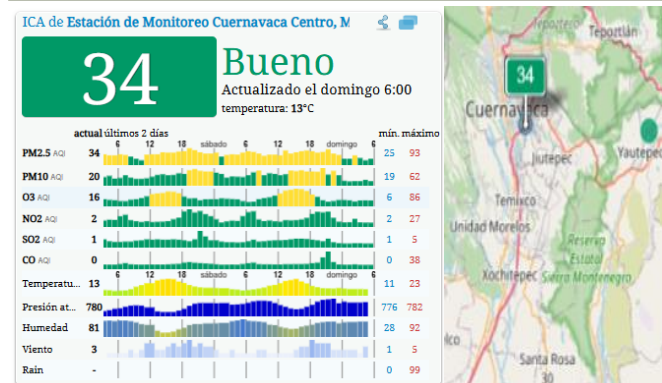 ICA de Estación de Monitoreo Cuernavaca Centro, M
34
Bueno
Actualizado el domingo 6:00
temperatura: 13°C
actual últimos 2 días mín. máximo
6 12 18 sábado 6 12 18 domingo 6
PM2.5 AQI 34 25 93
PM10 AQI 20 19 62
O3 AQI 16 6 86
NO2 AQI 2 2 27
SO2 AQI 1 1 5
CO AQI 0 0 38
6 12 18 sábado 6 12 18 domingo 6
Temperatu... 13 11 23
Presión at... 780 776 782
Humedad 81 28 92
Viento 3 1 5
Rain - 0 99
Tepoztlán
34
Cuernavaca
Jiutepec
Yautepec
Temixco
Unidad Morelos
Reserva
Estatal
Sierra Montenegro
Xochitepec
lco
Santa Rosa
30